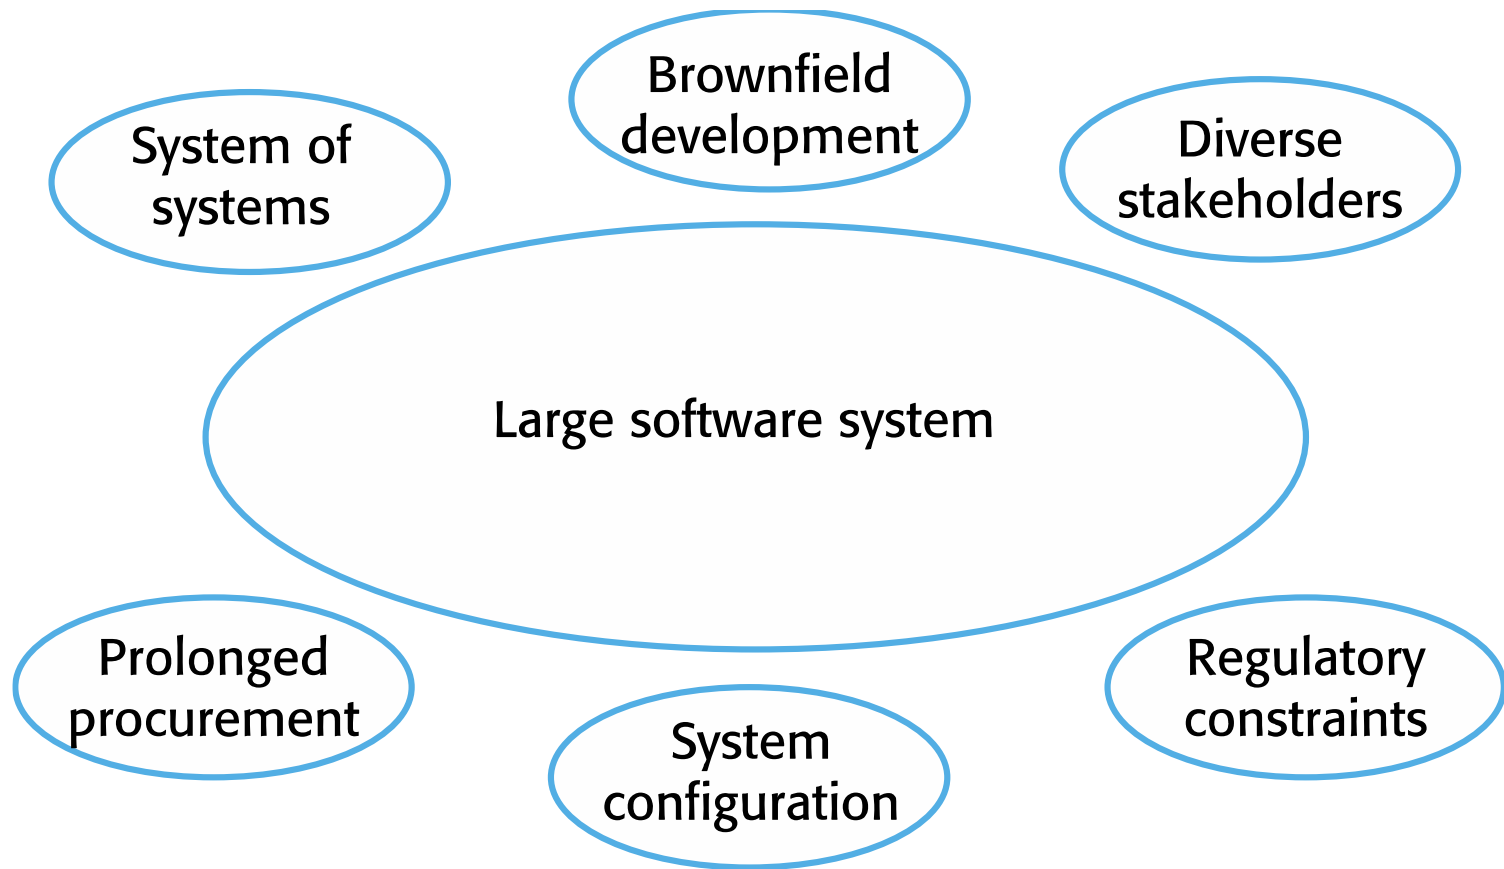 Brownfield
development
System of
systems
Diverse
stakeholders
Large software system
Prolonged
procurement
Regulatory
constraints
System
configuration